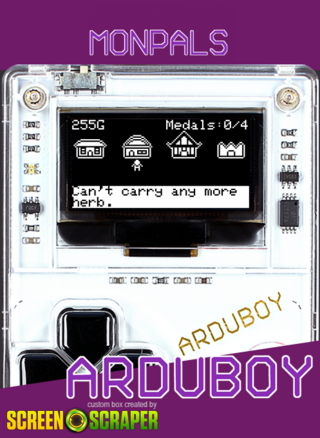 MONPALS
255G Medals:0/4
Can't carry any more
herb.
ARDUBOY
ARDUBOY
custom box created by
SCREEN SCRAPER